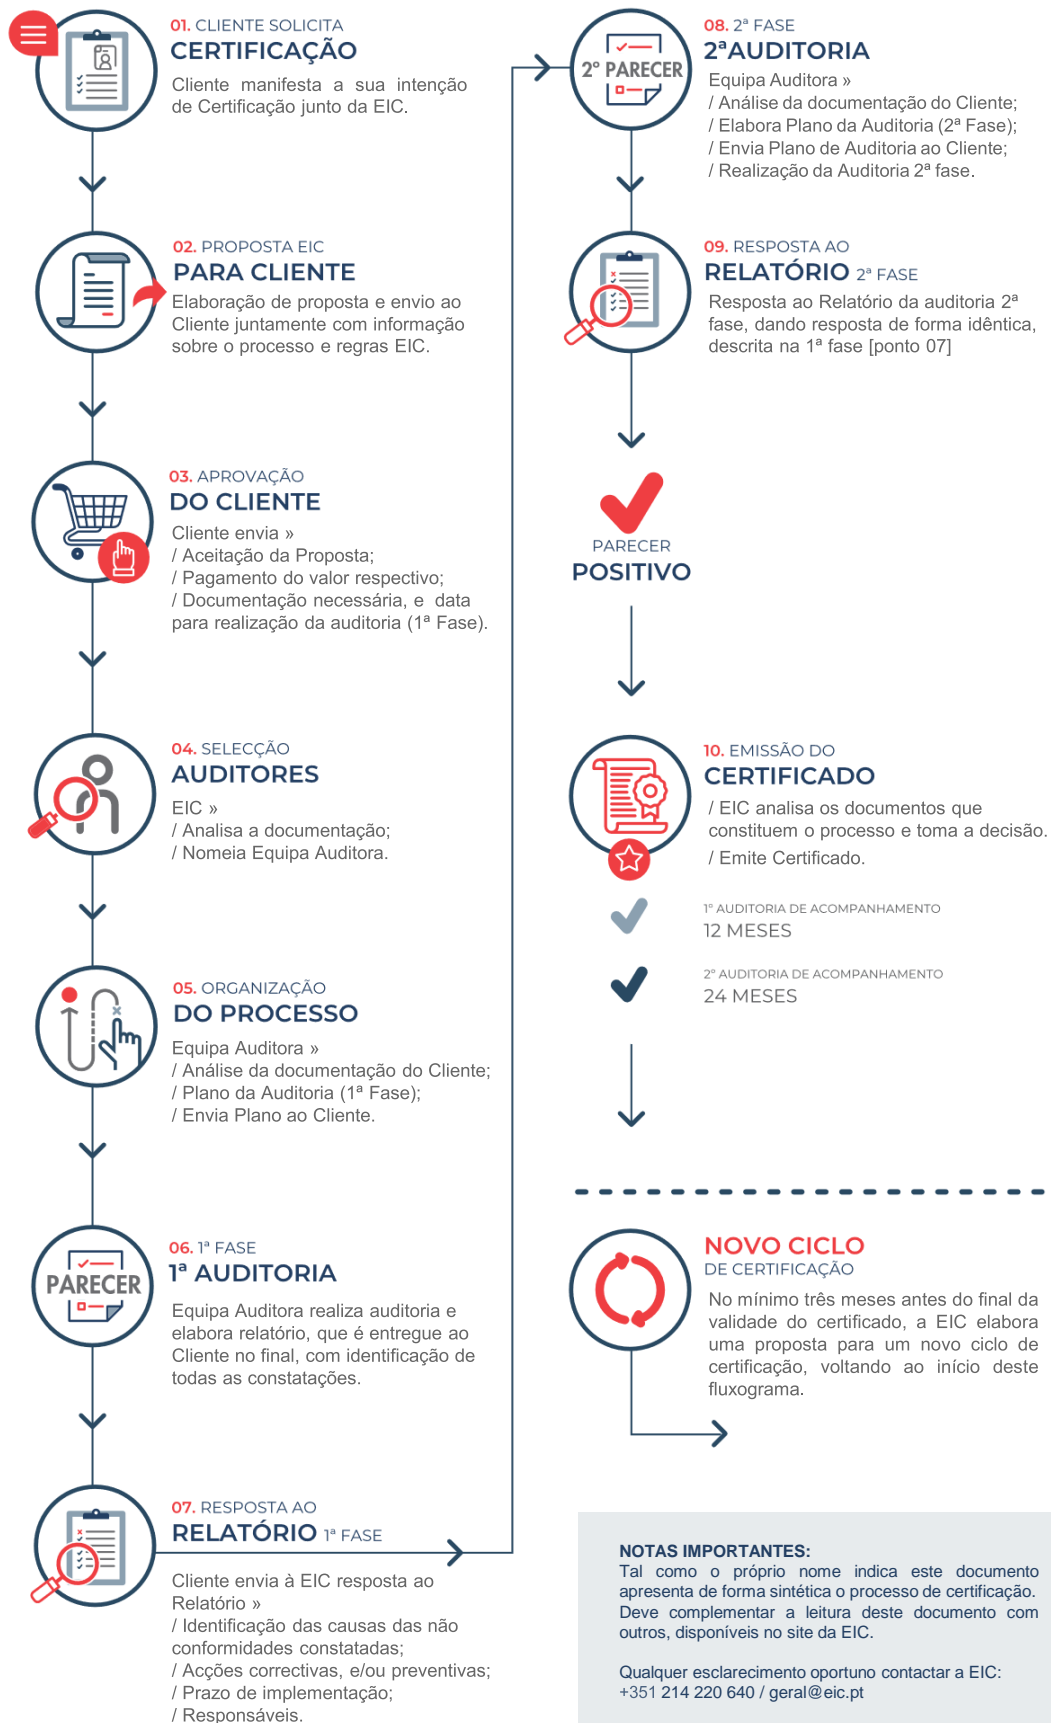 01. CLIENTE SOLICITA
CERTIFICAÇÃO
Cliente manifesta a sua intenção
de Certificação junto da EIC.
02. PROPOSTA EIC
PARA CLIENTE
Elaboração de proposta e envio ao
Cliente juntamente com informação
sobre o processo e regras EIC.
03. APROVAÇÃO
DO CLIENTE
Cliente envia »
/ Aceitação da Proposta;
/ Pagamento do valor respectivo;
/ Documentação necessária, e data
para realização da auditoria (1ª Fase).
04. SELECÇÃO
AUDITORES
EIC »
/ Analisa a documentação;
/ Nomeia Equipa Auditora.
05. ORGANIZAÇÃO
DO PROCESSO
Equipa Auditora »
/ Análise da documentação do Cliente;
/ Plano da Auditoria (1ª Fase);
/ Envia Plano ao Cliente.
PARECER
06. 1ª FASE
1ª AUDITORIA
Equipa Auditora realiza auditoria e
elabora relatório, que é entregue ao
Cliente no final, com identificação de
todas as constatações.
07. RESPOSTA AO
RELATÓRIO 1ª FASE
Cliente envia à EIC resposta ao
Relatório »
/ Identificação das causas das não
conformidades constatadas;
/ Acções correctivas, e/ou preventivas;
/ Prazo de implementação;
/ Responsáveis.
2º PARECER
08. 2ª FASE
2ªAUDITORIA
Equipa Auditora »
/ Análise da documentação do Cliente;
/ Elabora Plano da Auditoria (2ª Fase);
/ Envia Plano de Auditoria ao Cliente;
/ Realização da Auditoria 2ª fase.
09. RESPOSTA AO
RELATÓRIO 2ª FASE
Resposta ao Relatório da auditoria 2ª
fase, dando resposta de forma idêntica,
descrita na 1ª fase [ponto 07]
PARECER
POSITIVO
10. EMISSÃO DO
CERTIFICADO
/ EIC analisa os documentos que
constituem o processo e toma a decisão.
/ Emite Certificado.
1º AUDITORIA DE ACOMPANHAMENTO
12 MESES
2º AUDITORIA DE ACOMPANHAMENTO
24 MESES
NOVO CICLO
DE CERTIFICAÇÃO
No mínimo três meses antes do final da
validade do certificado, a EIC elabora
uma proposta para um novo ciclo de
certificação, voltando ao início deste
fluxograma.
NOTAS IMPORTANTES:
Tal como o próprio nome indica este documento
apresenta de forma sintética o processo de certificação.
Deve complementar a leitura deste documento com
outros, disponíveis no site da EIC.
Qualquer esclarecimento oportuno contactar a EIC:
+351 214 220 640 / geral@eic.pt